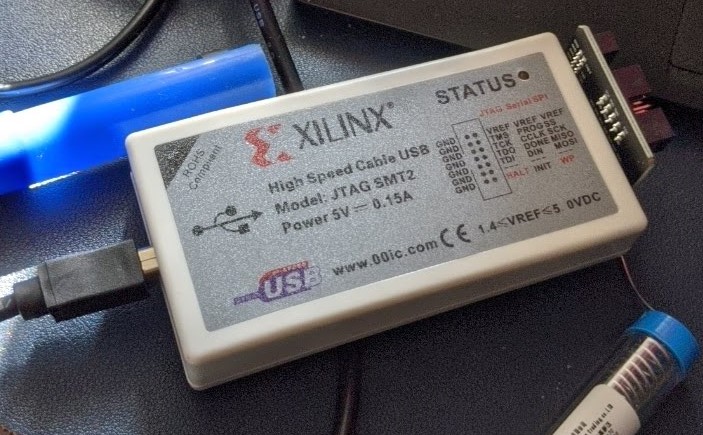 XILINX®
STATUS
JTAG Serial SPI
ROHS
Compliant
High Speed Cable USB
Model: JTAG SMT2
Power 5V ⎓ 0.15A
GND
GND
GND
GND
GND
GND
GND
VREF VREF VREF
TMS PROG SS
TCK CCLK SCK
TDO DONE MISO
TDI DIN MOSI
HALT INIT WP
USB
www.00ic.com CE 1.4≤VREF≤5.0VDC